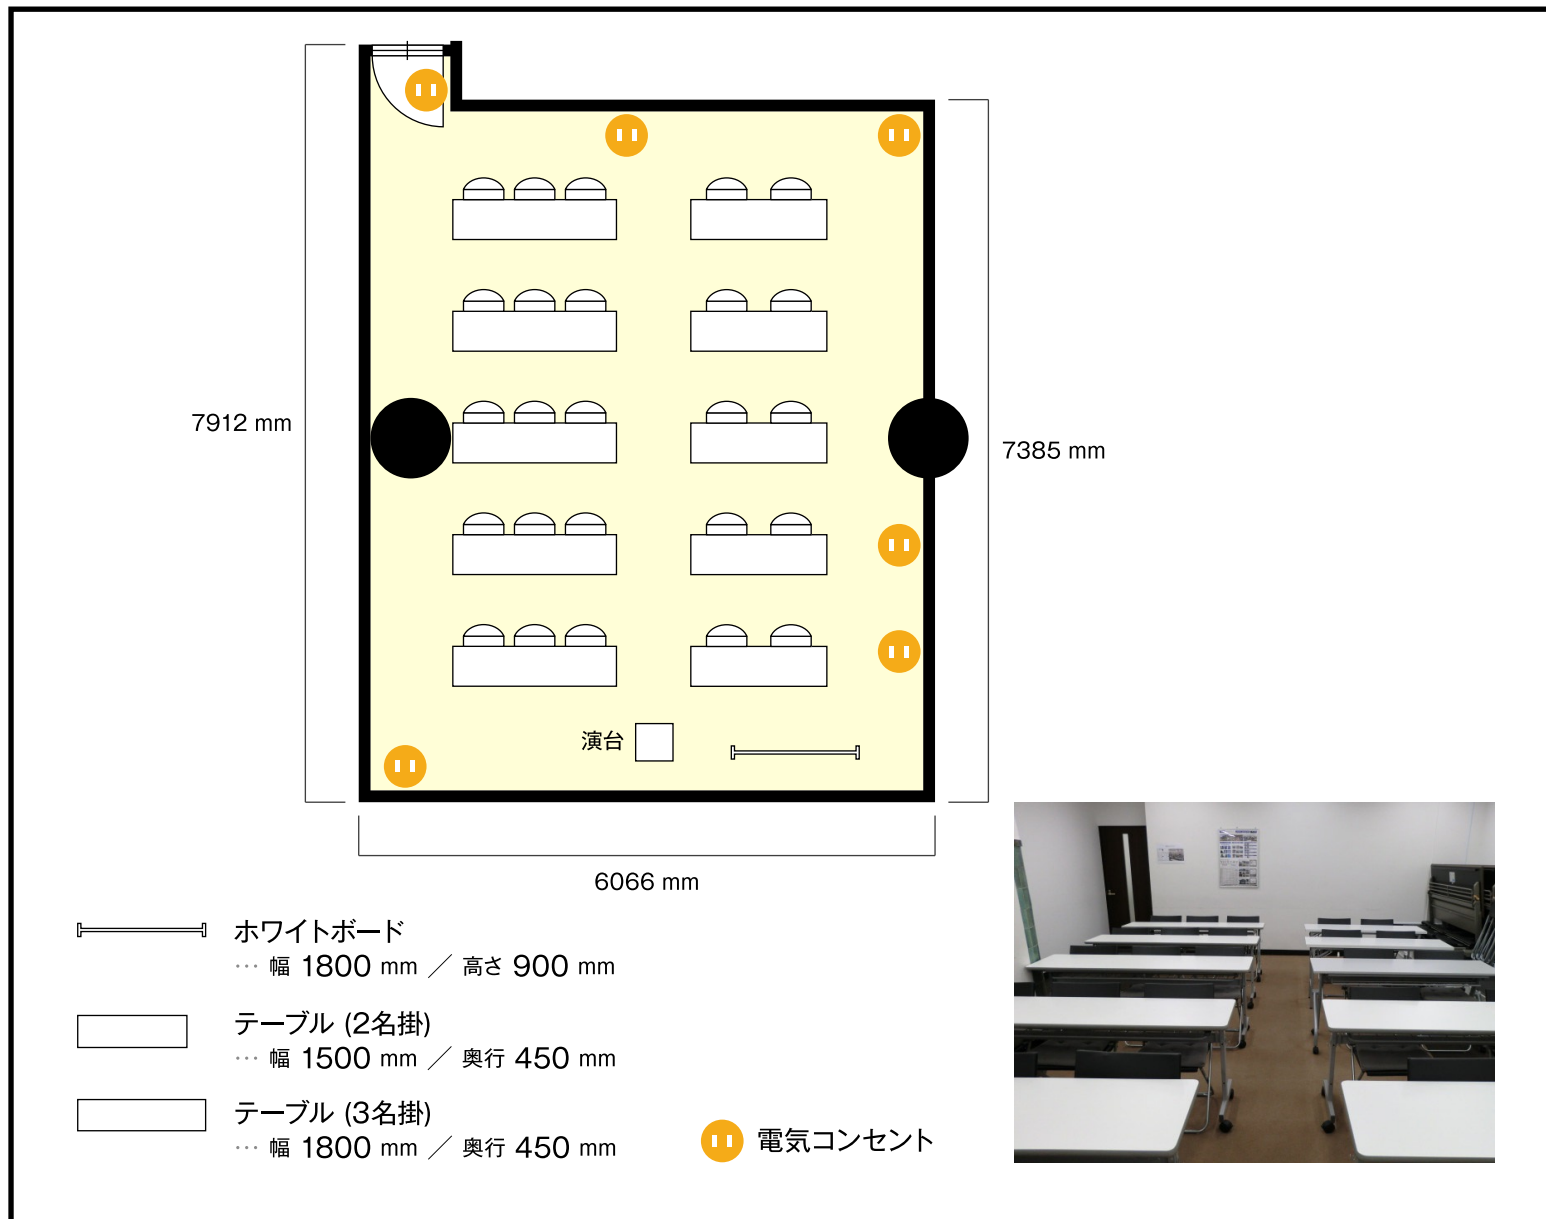 7912 mm
7385 mm
演台
6066 mm
ホワイトボード
… 幅 1800 mm ／ 高さ 900 mm
テーブル (2名掛)
… 幅 1500 mm ／ 奥行 450 mm
テーブル (3名掛)
… 幅 1800 mm ／ 奥行 450 mm
電気コンセント